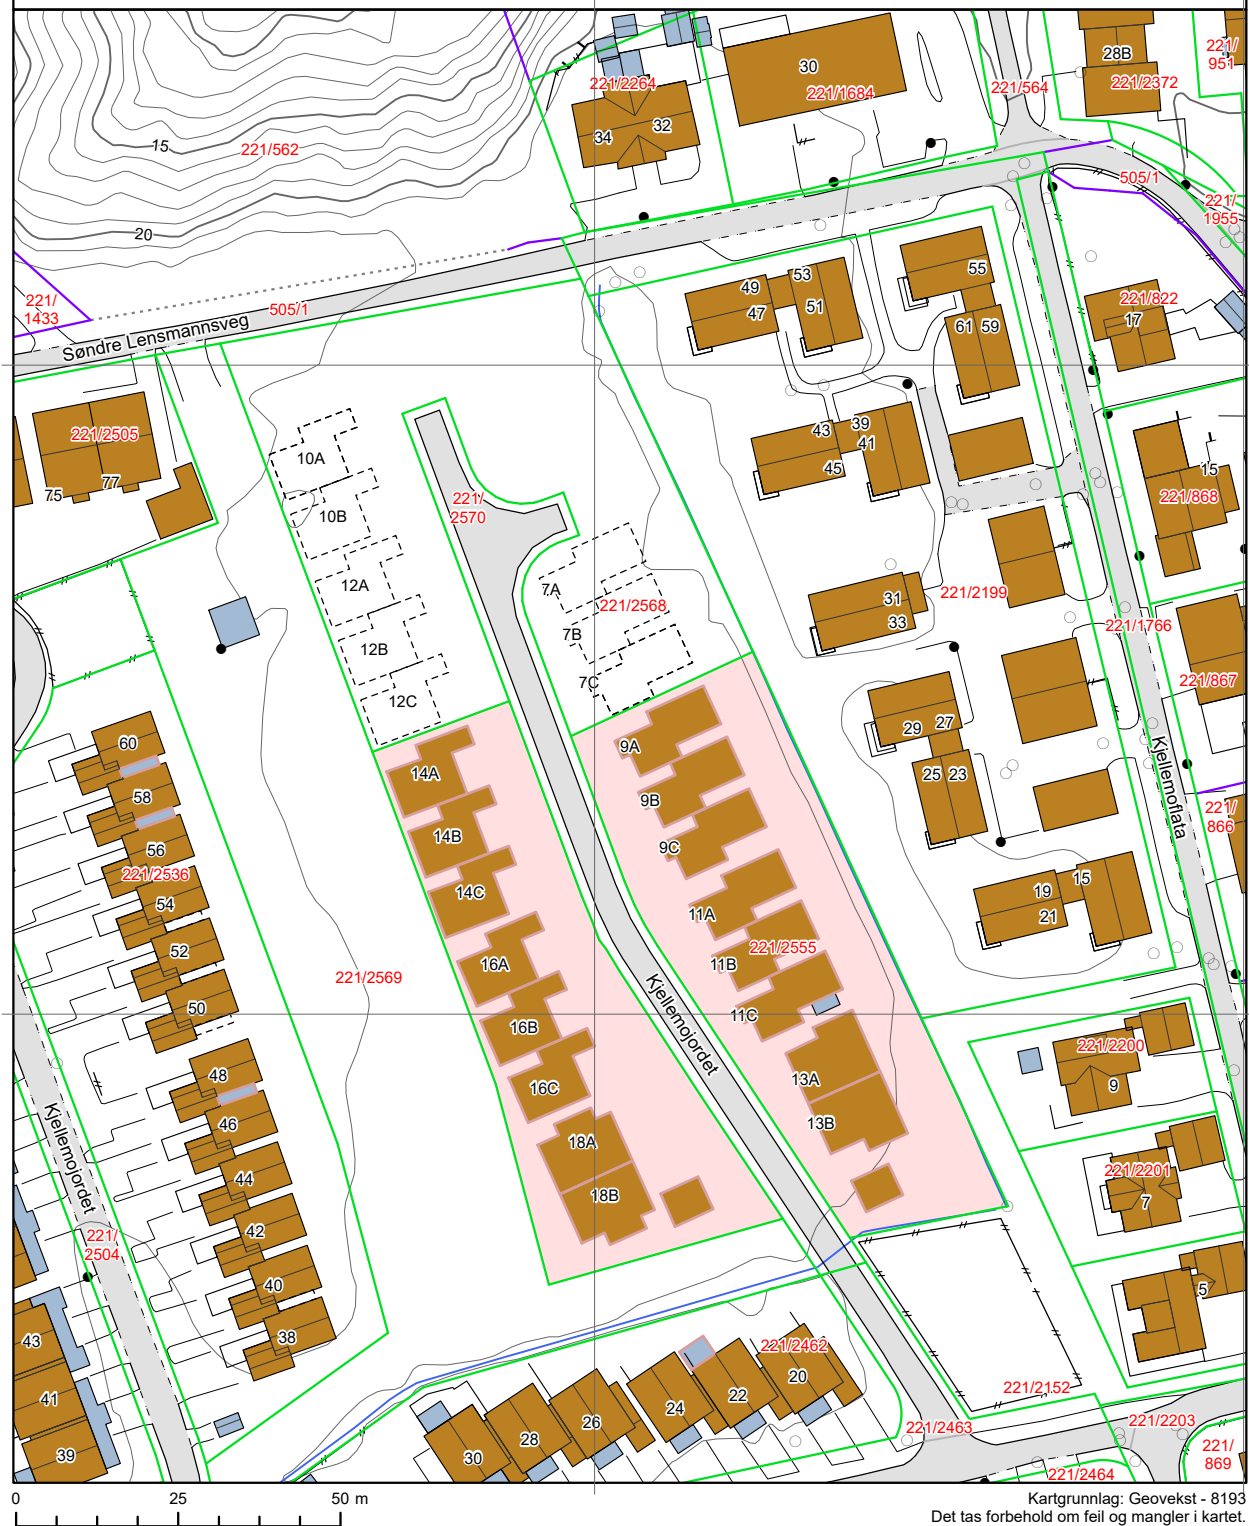 30
28B
221/
951
221/2264
221/1684
221/564
221/2372
34
32
15
221/562
505/1
221/
1955
20
221/
1433
505/1
Søndre Lensmannsveg
49
53
47
51
55
61 59
221/822
17
221/2505
75
77
10A
10B
221/
2570
43
39
41
45
15
221/868
12A
7A
221/2568
31
33
221/2199
221/1766
12B
7B
12C
7C
221/867
29
27
60
9A
14A
25 23
58
9B
14B
9C
Kjellemoflata
221/
866
56
221/2536
14C
54
11A
19
15
21
52
16A
11B
221/2555
221/2569
50
16B
11C
Kjellemojordet
48
16C
13A
221/2200
9
46
13B
18A
44
18B
221/2201
7
Kjellemojordet
42
221/
2504
40
5
43
38
221/2462
41
24
22
20
221/2152
39
30
28
26
221/2463
221/2203
221/
869
221/2464
0 25 50 m
Kartgrunnlag: Geovekst - 8193
Det tas forbehold om feil og mangler i kartet.